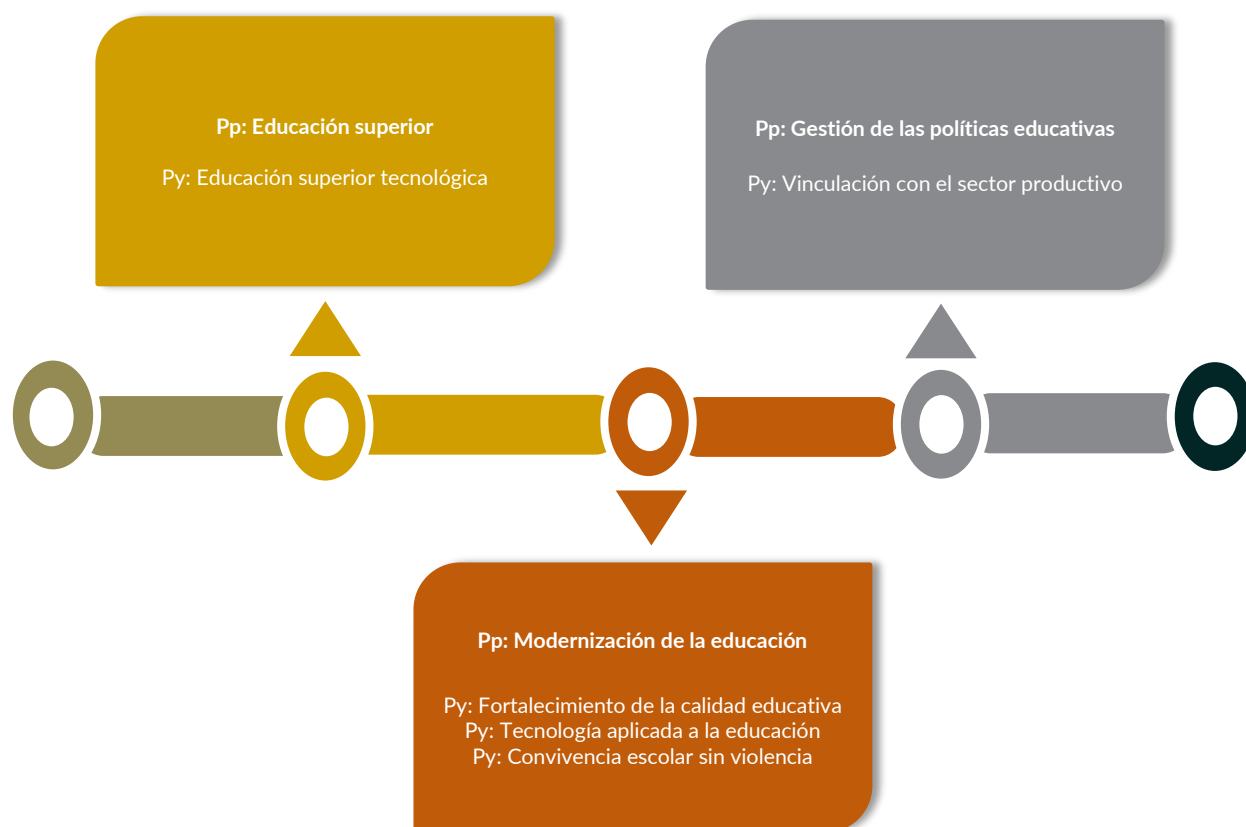 Pp: Educación superior
Py: Educación superior tecnológica
Pp: Gestión de las políticas educativas
Py: Vinculación con el sector productivo
Pp: Modernización de la educación
Py: Fortalecimiento de la calidad educativa
Py: Tecnología aplicada a la educación
Py: Convivencia escolar sin violencia